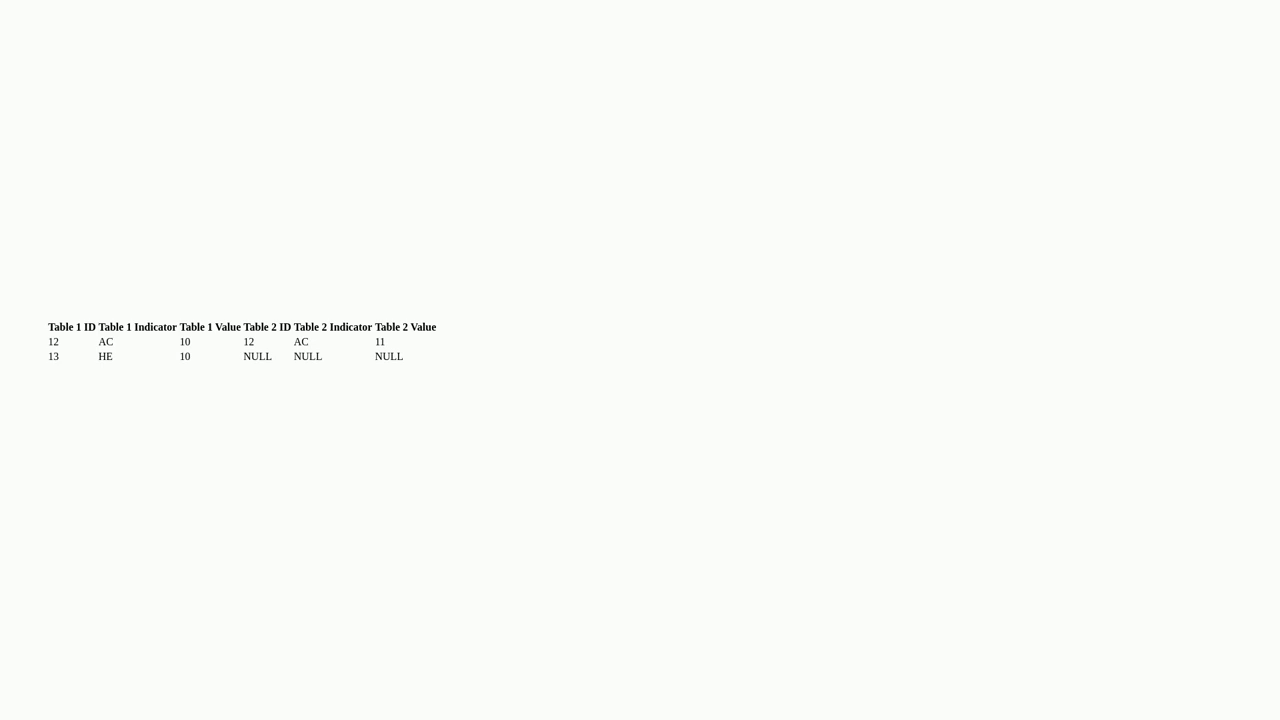 Table 1 ID Table 1 Indicator Table 1 Value Table 2 ID Table 2 Indicator Table 2 Value
12 AC 10 12 AC 11
13 HE 10 NULL NULL NULL